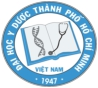 ĐẠI HỌC Y DƯỢC THÀNH PHỐ HỒ CHÍ MINH
VIỆT NAM
• 1947 •